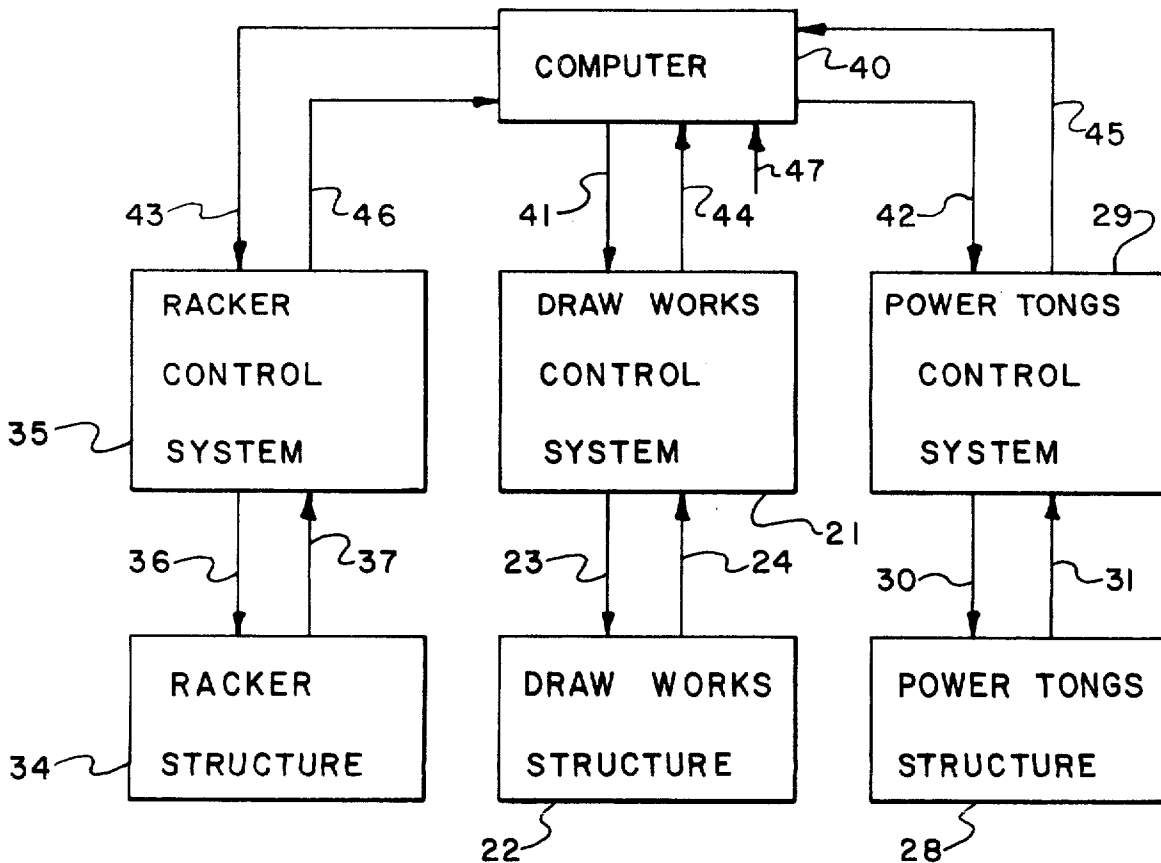 COMPUTER
40
45
43
46
41
44
47
42
29
RACKER
CONTROL
SYSTEM
35
DRAW WORKS
CONTROL
SYSTEM
21
POWER TONGS
CONTROL
SYSTEM
36
37
23
24
30
31
RACKER
STRUCTURE
34
DRAW WORKS
STRUCTURE
22
POWER TONGS
STRUCTURE
28